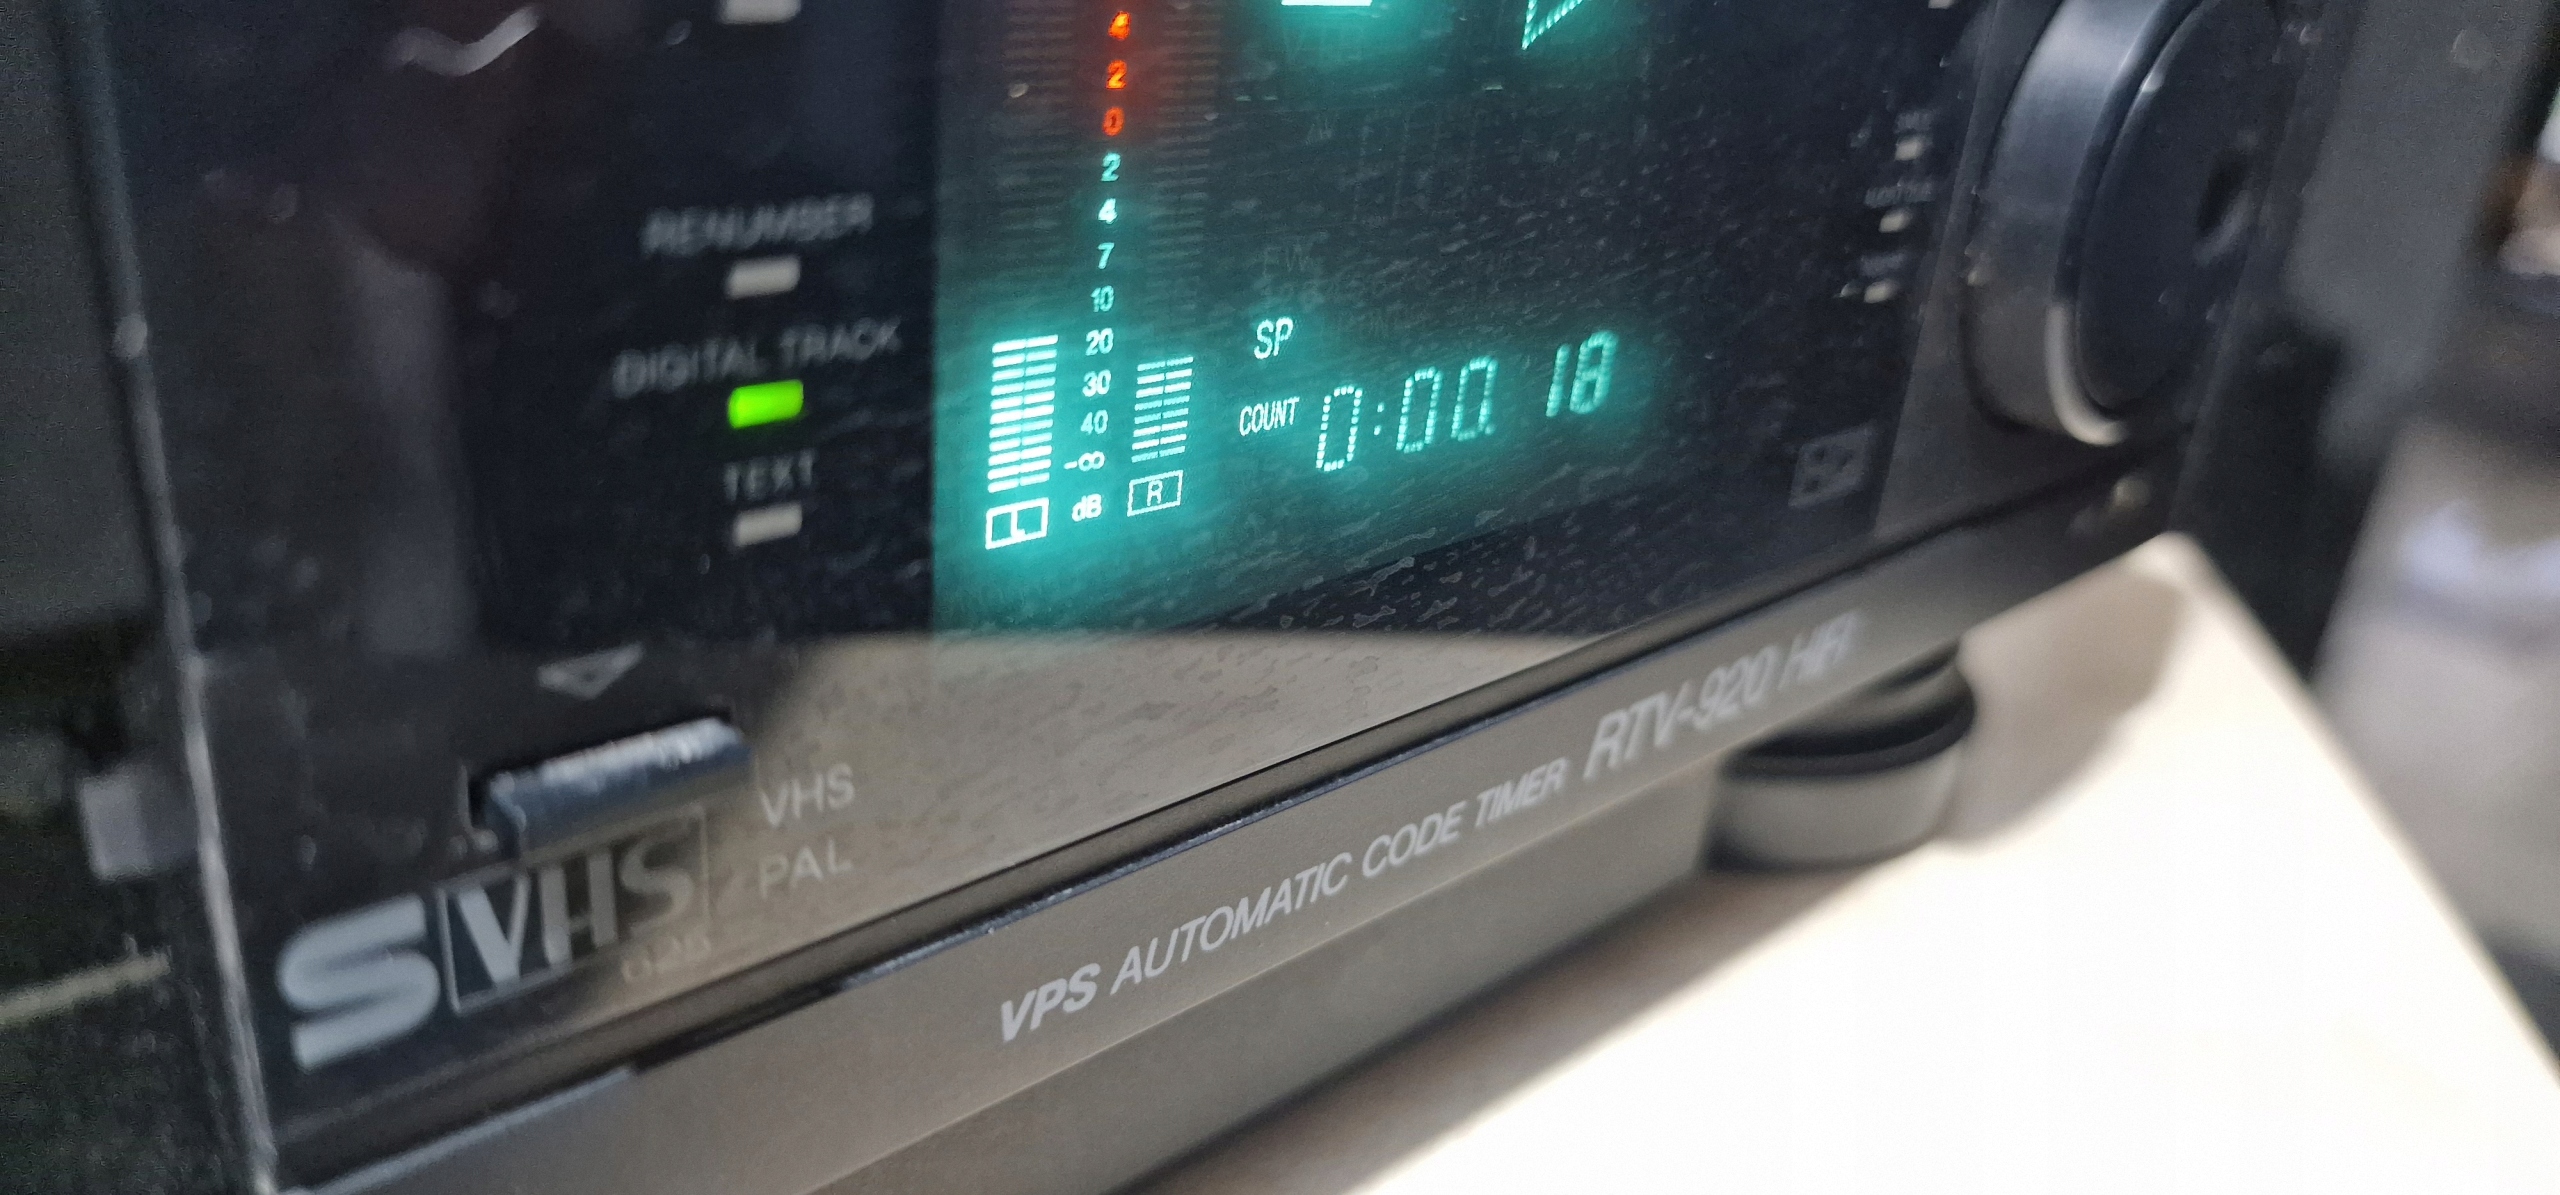 4
2
0
2
4
7
10
20
30
40
-∞
L dB R
SP
COUNT 0:00 18
RENUMBER
DIGITAL TRACK
TEXT
VHS
PAL
S VHS
VPS AUTOMATIC CODE TIMER RTV-920 HIFI